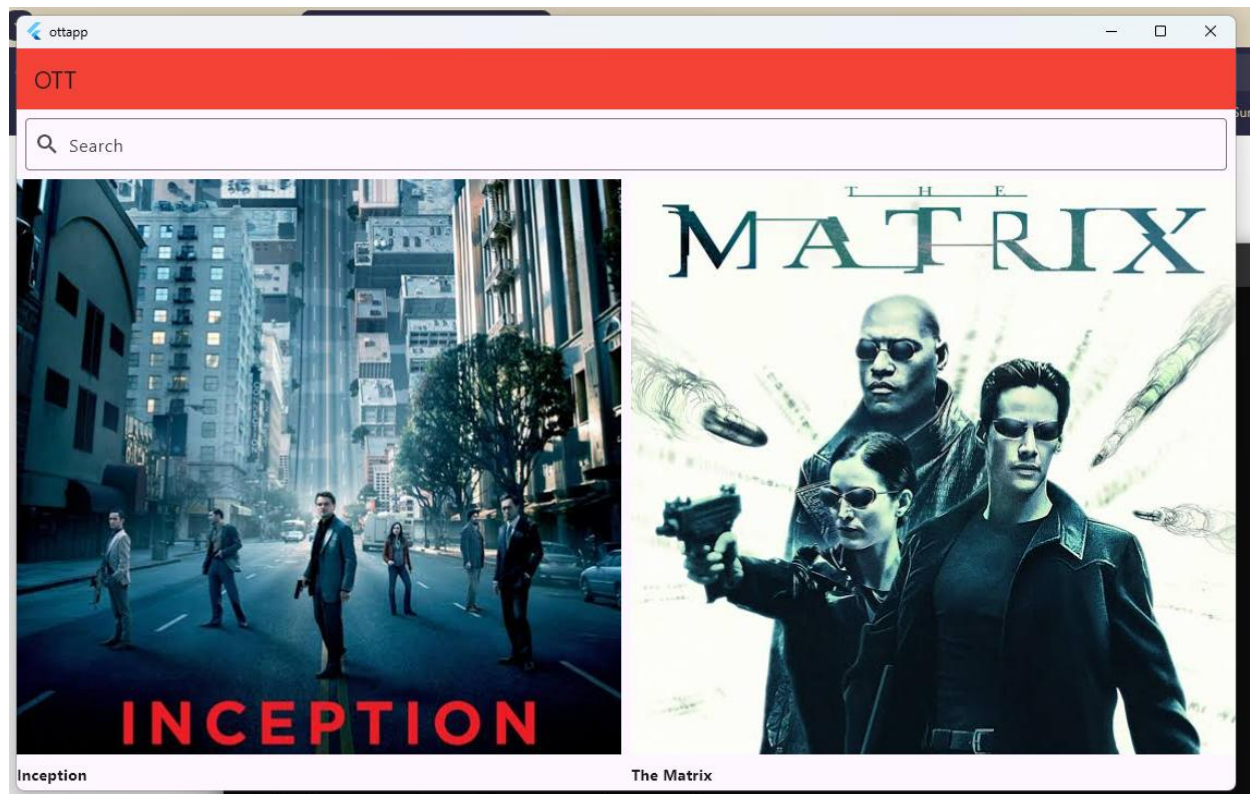 ottapp
OTT
Search
THE
MATRIX
INCEPTION
Inception
The Matrix